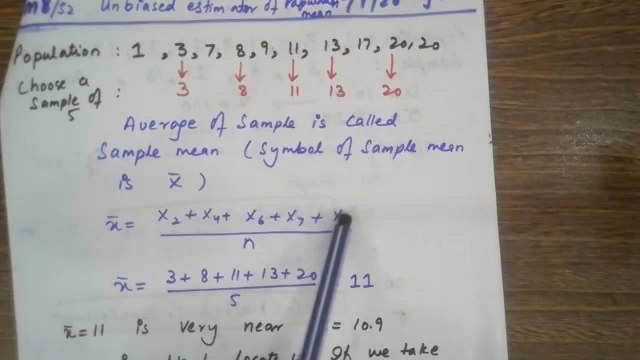 Unbiased estimator of Population mean
Population : 1 , 3, 7, 8, 9, 11, 13, 17, 20, 20
Choose a sample of 5 : 3 8 11 13 20
Average of Sample is called
Sample mean ( Symbol of Sample mean
is x̄ )
x̄ = x₂ + x₄ + x₆ + x₇ +
n
x̄ = 3 + 8 + 11 + 13 + 20 11
5
x̄ = 11 is very near = 10.9
we take